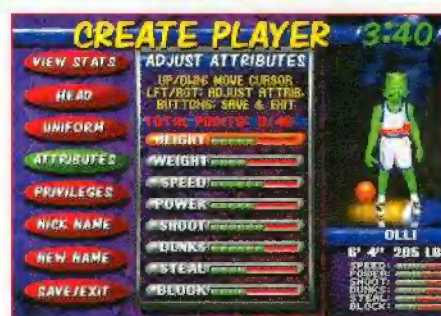 CREATE PLAYER 3:40
VIEW STATS
HEAD
UNIFORM
ATTRIBUTES
PRIVILEGES
NICK NAME
NEW NAME
SAVE/EXIT
ADJUST ATTRIBUTES
UP/DWN: MOVE CURSOR
LFT/RGT: ADJUST ATTRIB.
BUTTONS: SAVE & EXIT
TOTAL POINTS:
HEIGHT
WEIGHT
SPEED
POWER
SHOOT
DUNKS
STEAL
BLOCK
OLLI
6' 4" 205 LB
SPEED:
POWER:
SHOOT:
DUNKS:
STEAL:
BLOCK: